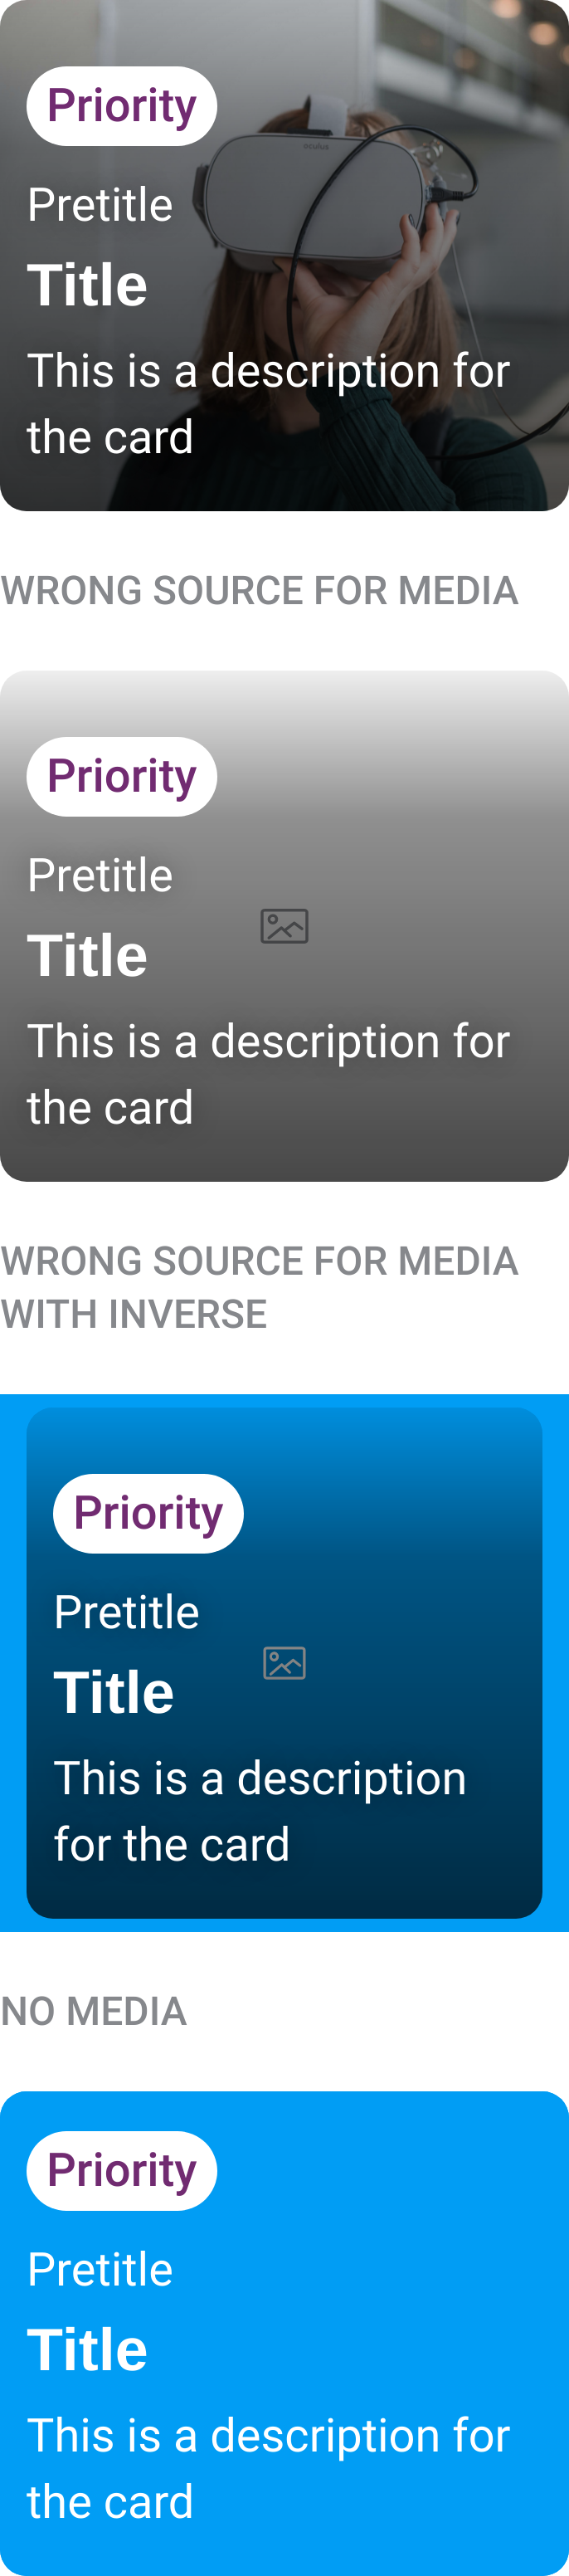 Priority
oculus
Pretitle
Title
This is a description for
the card
WRONG SOURCE FOR MEDIA
Priority
Pretitle
Title
This is a description for
the card
WRONG SOURCE FOR MEDIA
WITH INVERSE
Priority
Pretitle
Title
This is a description
for the card
NO MEDIA
Priority
Pretitle
Title
This is a description for
the card